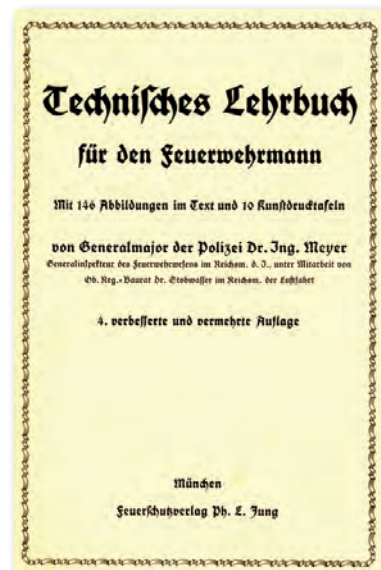 Technisches Lehrbuch
für den Feuerwehrmann
Mit 146 Abbildungen im Text und 10 Kunstdrucktafeln
von Generalmajor der Polizei Dr. Ing. Meyer
Generalinspekteur des Feuerwehrwesens im Reichsm. d. J., unter Mitarbeit von
Ob. Reg.-Baurat Dr. Stobwasser im Reichsm. der Luftfahrt
4. verbesserte und vermehrte Auflage
München
Feuerschutzverlag Ph. L. Jung